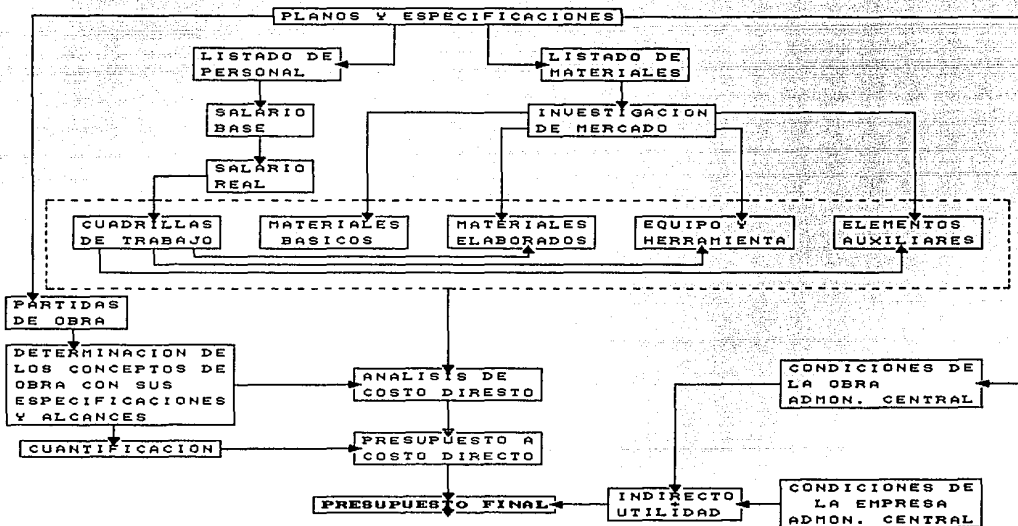 PLANOS Y ESPECIFICACIONES
LISTADO DE
PERSONAL
LISTADO DE
MATERIALES
SALARIO
BASE
INVESTIGACION
DE MERCADO
SALARIO
REAL
CUADRILLAS
DE TRABAJO
MATERIALES
BASICOS
MATERIALES
ELABORADOS
EQUIPO Y
HERRAMIENTA
ELEMENTOS
AUXILIARES
PARTIDAS
DE OBRA
DETERMINACION DE
LOS CONCEPTOS DE
OBRA CON SUS
ESPECIFICACIONES
Y ALCANCES
ANALISIS DE
COSTO DIRESTO
CONDICIONES DE
LA OBRA
ADMON. CENTRAL
CUANTIFICACION
PRESUPUESTO A
COSTO DIRECTO
PRESUPUESTO FINAL
INDIRECTO
Y
UTILIDAD
CONDICIONES DE
LA EMPRESA
ADMON. CENTRAL